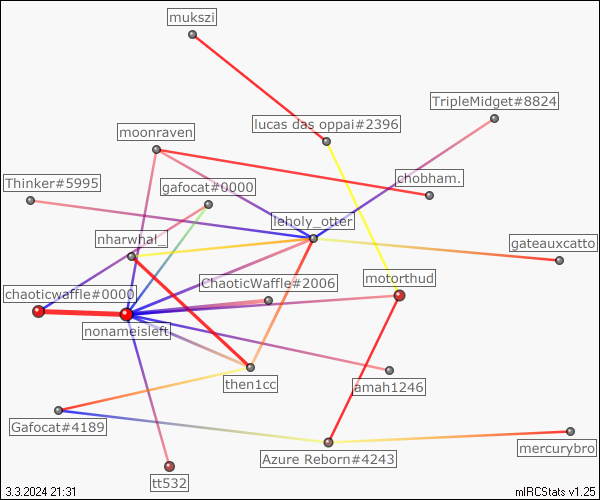 mukszi
TripleMidget#8824
lucas das oppai#2396
moonraven
chobham.
Thinker#5995
gafocat#0000
leholy_otter
nharwhal_
gateauxcatto
ChaoticWaffle#2006
motorthud
chaoticwaffle#0000
nonameisleft
then1cc
amah1246
Gafocat#4189
mercurybro
Azure Reborn#4243
tt532
3.3.2024 21:31
mIRCStats v1.25